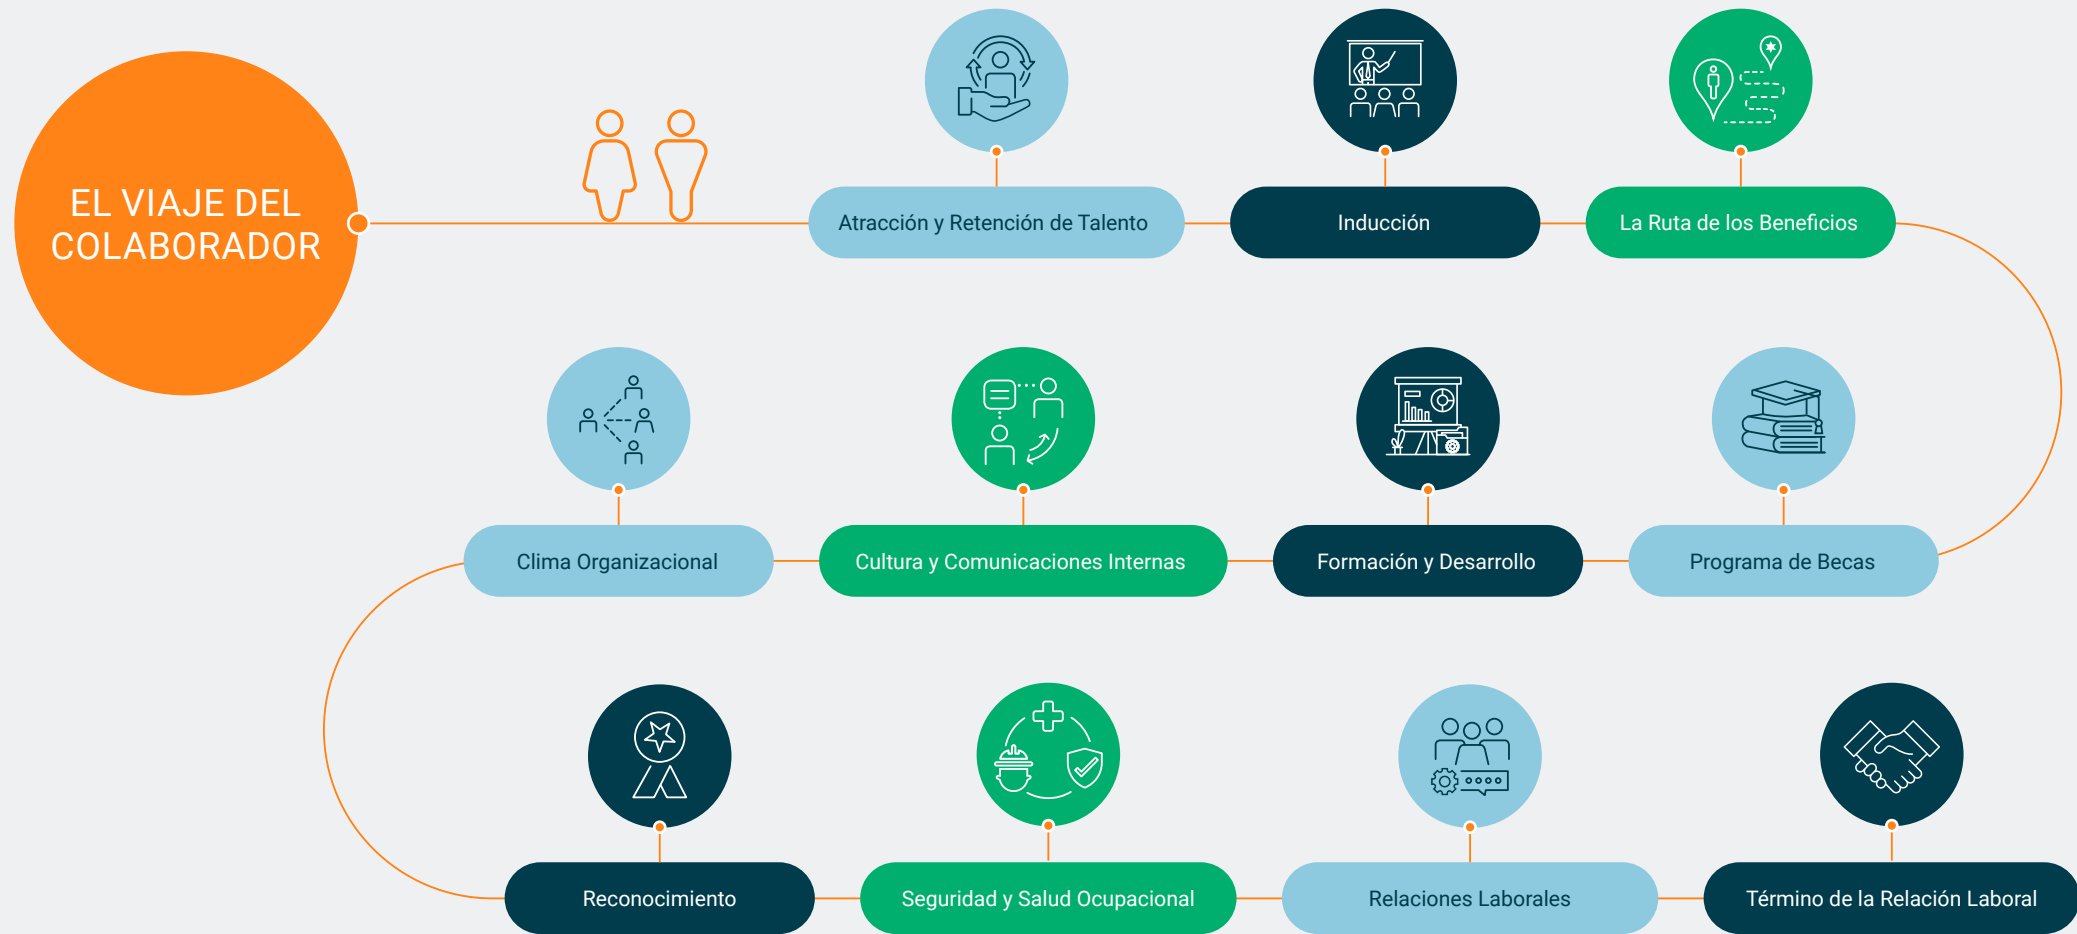 EL VIAJE DEL
COLABORADOR
Atracción y Retención de Talento
Inducción
La Ruta de los Beneficios
Programa de Becas
Formación y Desarrollo
Cultura y Comunicaciones Internas
Clima Organizacional
Reconocimiento
Seguridad y Salud Ocupacional
Relaciones Laborales
Término de la Relación Laboral